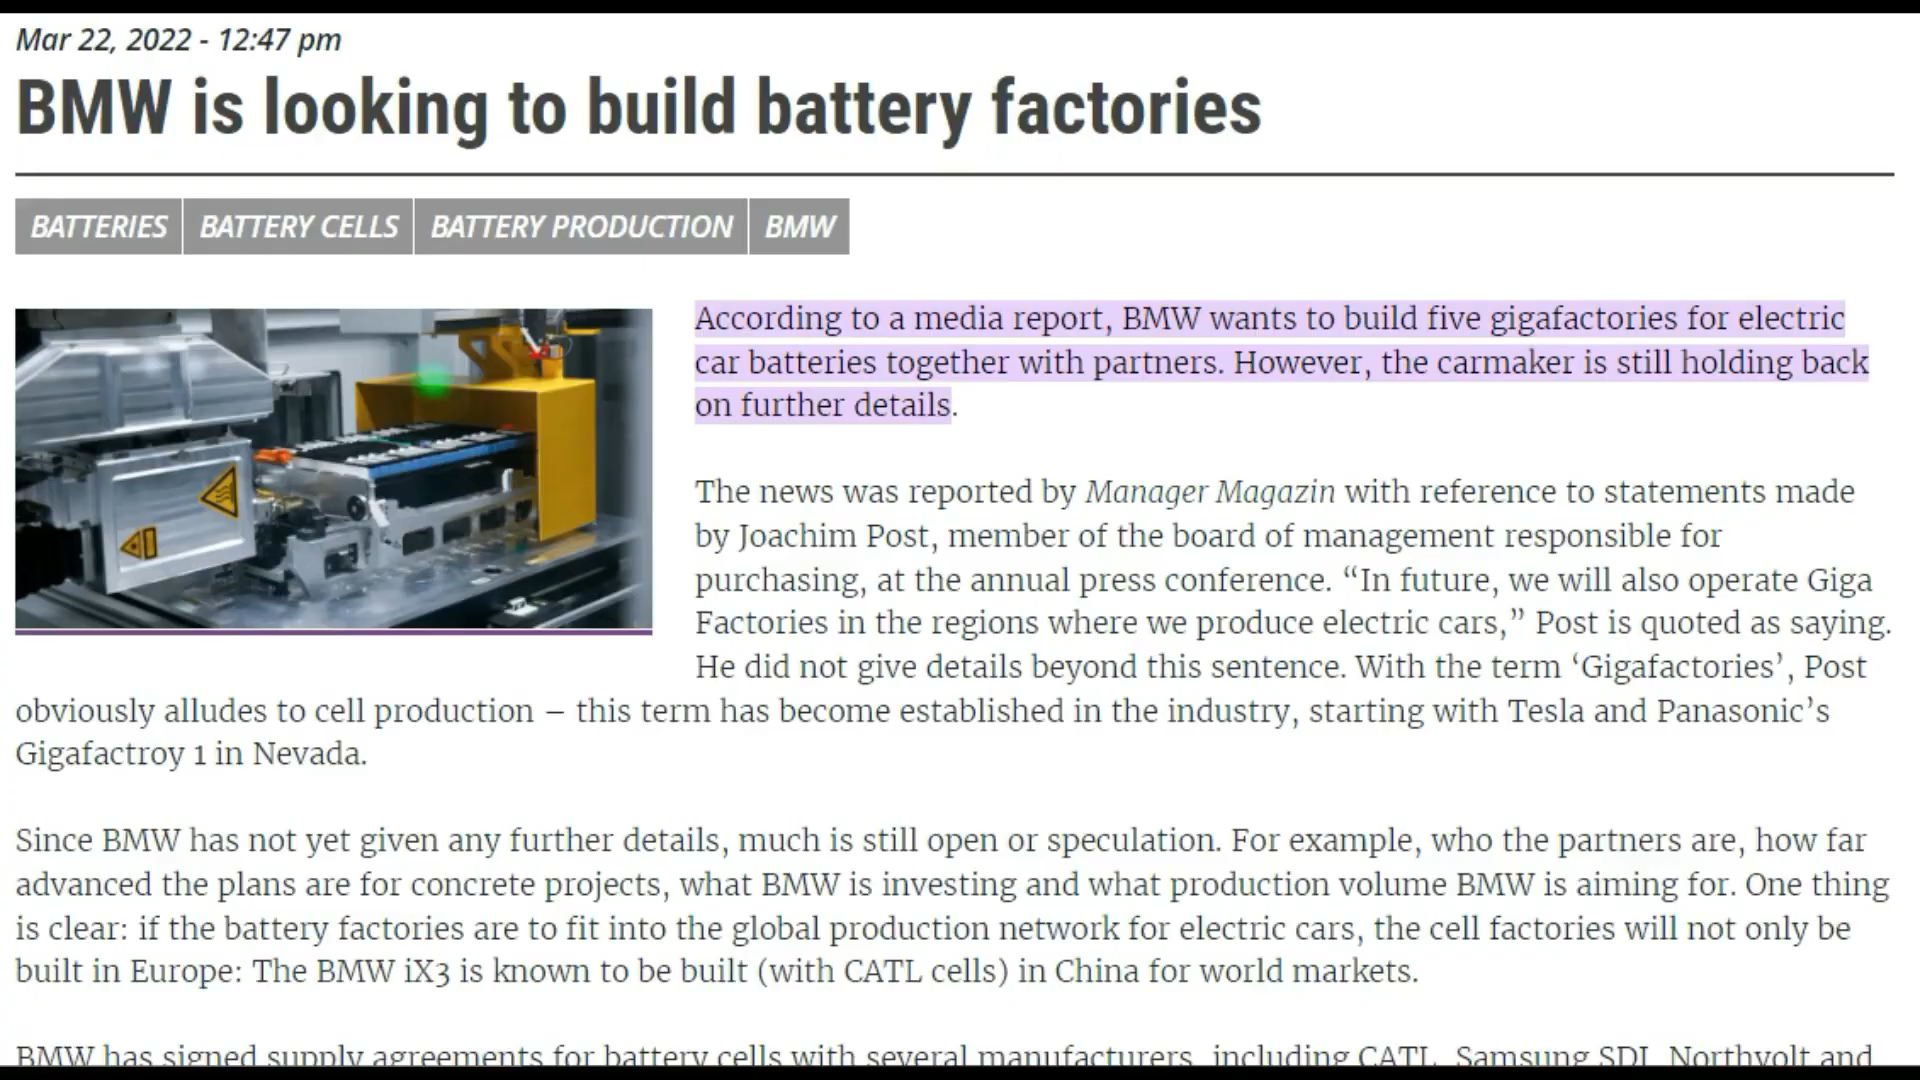 Mar 22, 2022 - 12:47 pm
BMW is looking to build battery factories
BATTERIES BATTERY CELLS BATTERY PRODUCTION BMW
According to a media report, BMW wants to build five gigafactories for electric
car batteries together with partners. However, the carmaker is still holding back
on further details.
The news was reported by Manager Magazin with reference to statements made
by Joachim Post, member of the board of management responsible for
purchasing, at the annual press conference. “In future, we will also operate Giga
Factories in the regions where we produce electric cars,” Post is quoted as saying.
He did not give details beyond this sentence. With the term ‘Gigafactories’, Post
obviously alludes to cell production – this term has become established in the industry, starting with Tesla and Panasonic’s
Gigafactroy 1 in Nevada.
Since BMW has not yet given any further details, much is still open or speculation. For example, who the partners are, how far
advanced the plans are for concrete projects, what BMW is investing and what production volume BMW is aiming for. One thing
is clear: if the battery factories are to fit into the global production network for electric cars, the cell factories will not only be
built in Europe: The BMW iX3 is known to be built (with CATL cells) in China for world markets.
BMW has signed supply agreements for battery cells with several manufacturers, including CATL, Samsung SDI, Northvolt and